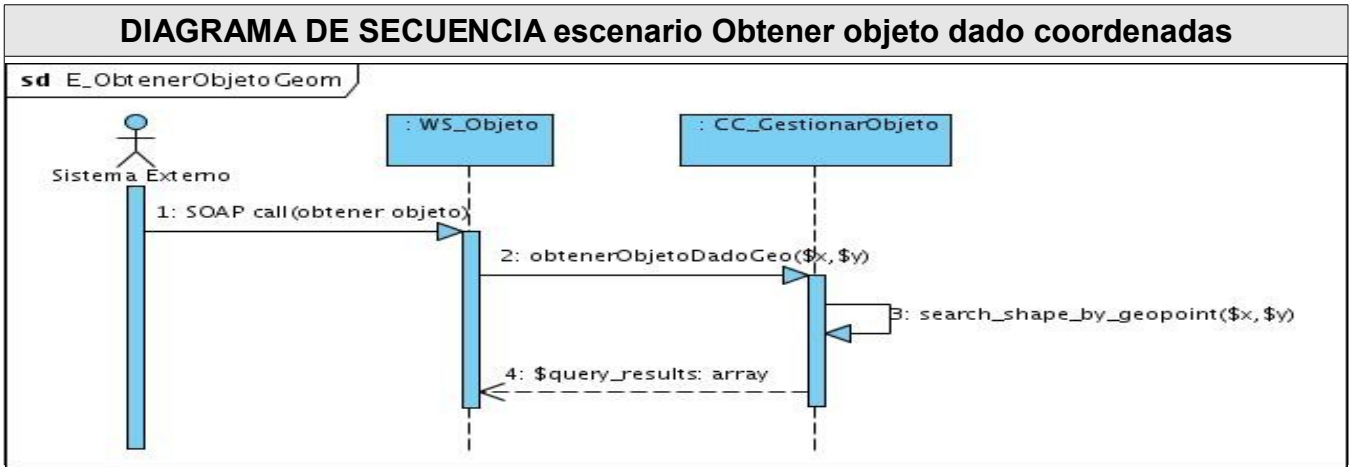 DIAGRAMA DE SECUENCIA escenario Obtener objeto dado coordenadas
sd E_ObtenerObjetoGeom
: WS_Objeto
: CC_GestionarObjeto
Sistema Externo
1: SOAP call(obtener objeto)
2: obtenerObjetoDadoGeo($x,$y)
3: search_shape_by_geopoint($x,$y)
4: $query_results: array